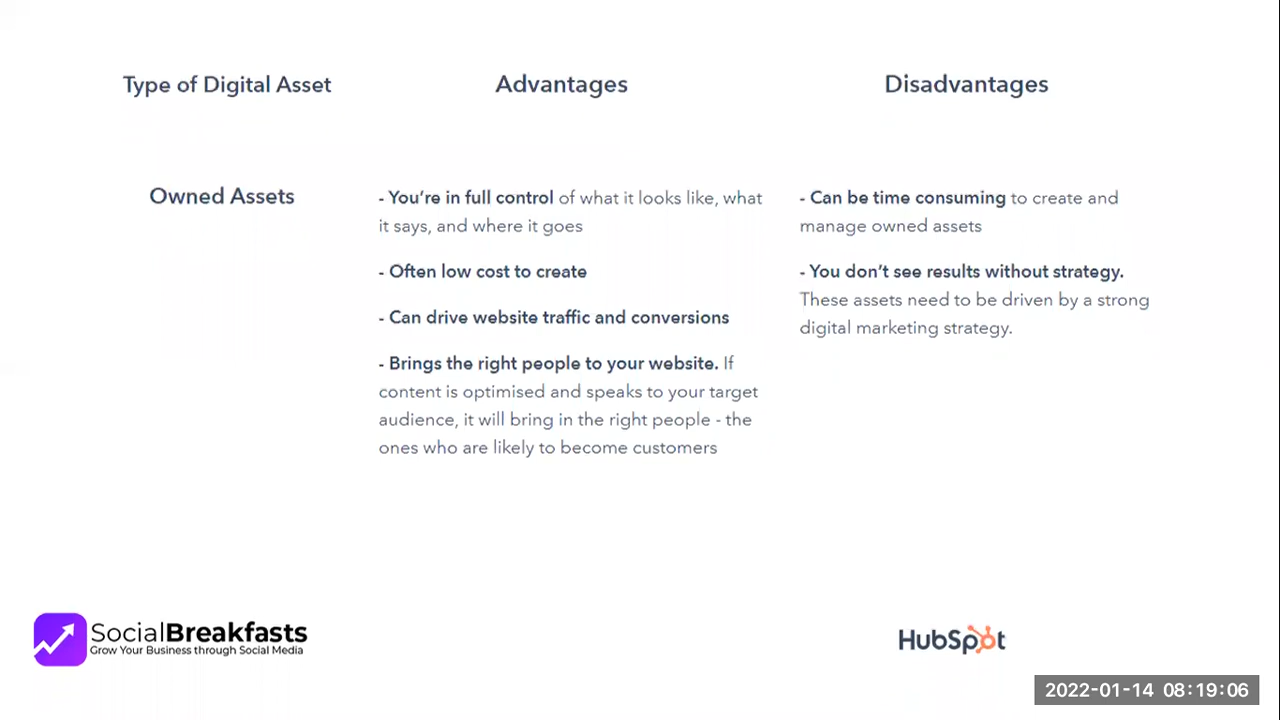 Type of Digital Asset
Advantages
Disadvantages
Owned Assets
- You're in full control of what it looks like, what
it says, and where it goes
- Often low cost to create
- Can drive website traffic and conversions
- Brings the right people to your website. If
content is optimised and speaks to your target
audience, it will bring in the right people - the
ones who are likely to become customers
- Can be time consuming to create and
manage owned assets
- You don't see results without strategy.
These assets need to be driven by a strong
digital marketing strategy.
SocialBreakfasts
Grow Your Business through Social Media
HubSpot
2022-01-14 08:19:06